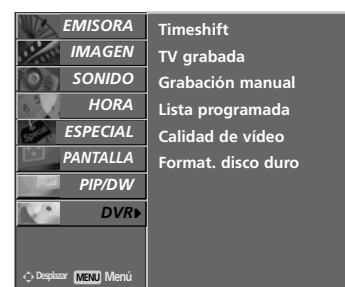 EMISORA
IMAGEN
SONIDO
HORA
ESPECIAL
PANTALLA
PIP/DW
DVR
Desplazar MENU Menú
Timeshift
TV grabada
Grabación manual
Lista programada
Calidad de vídeo
Format. disco duro